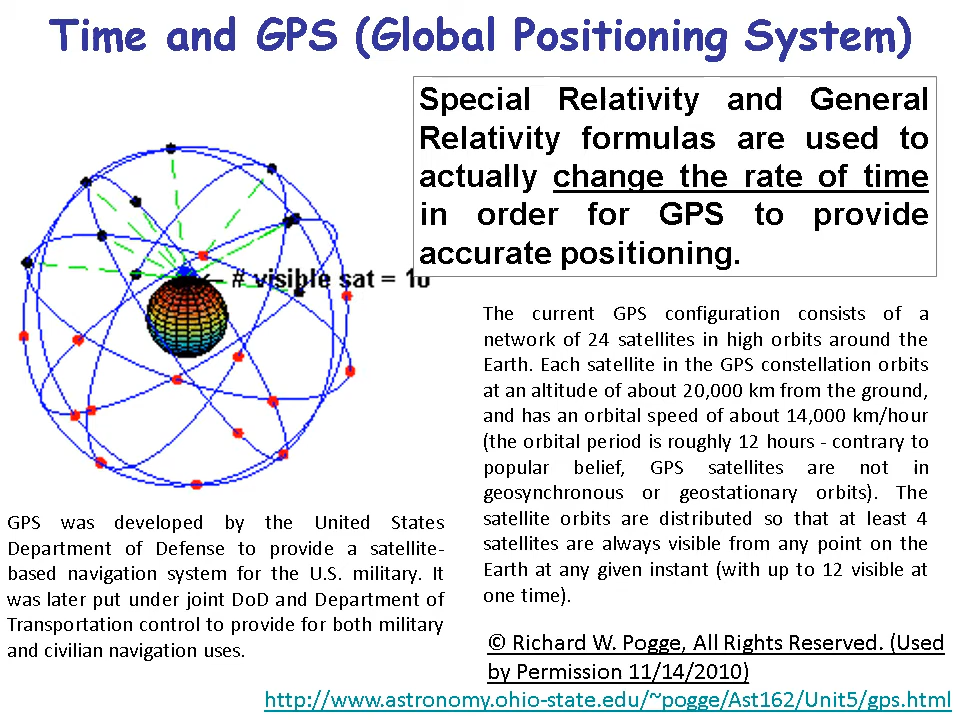 Time and GPS (Global Positioning System)
Special Relativity and General
Relativity formulas are used to
actually change the rate of time
in order for GPS to provide
accurate positioning.
← # visible sat = 10
The current GPS configuration consists of a
network of 24 satellites in high orbits around the
Earth. Each satellite in the GPS constellation orbits
at an altitude of about 20,000 km from the ground,
and has an orbital speed of about 14,000 km/hour
(the orbital period is roughly 12 hours - contrary to
popular belief, GPS satellites are not in
geosynchronous or geostationary orbits). The
satellite orbits are distributed so that at least 4
satellites are always visible from any point on the
Earth at any given instant (with up to 12 visible at
one time).
GPS was developed by the United States
Department of Defense to provide a satellite-
based navigation system for the U.S. military. It
was later put under joint DoD and Department of
Transportation control to provide for both military
and civilian navigation uses.
© Richard W. Pogge, All Rights Reserved. (Used
by Permission 11/14/2010)
http://www.astronomy.ohio-state.edu/~pogge/Ast162/Unit5/gps.html